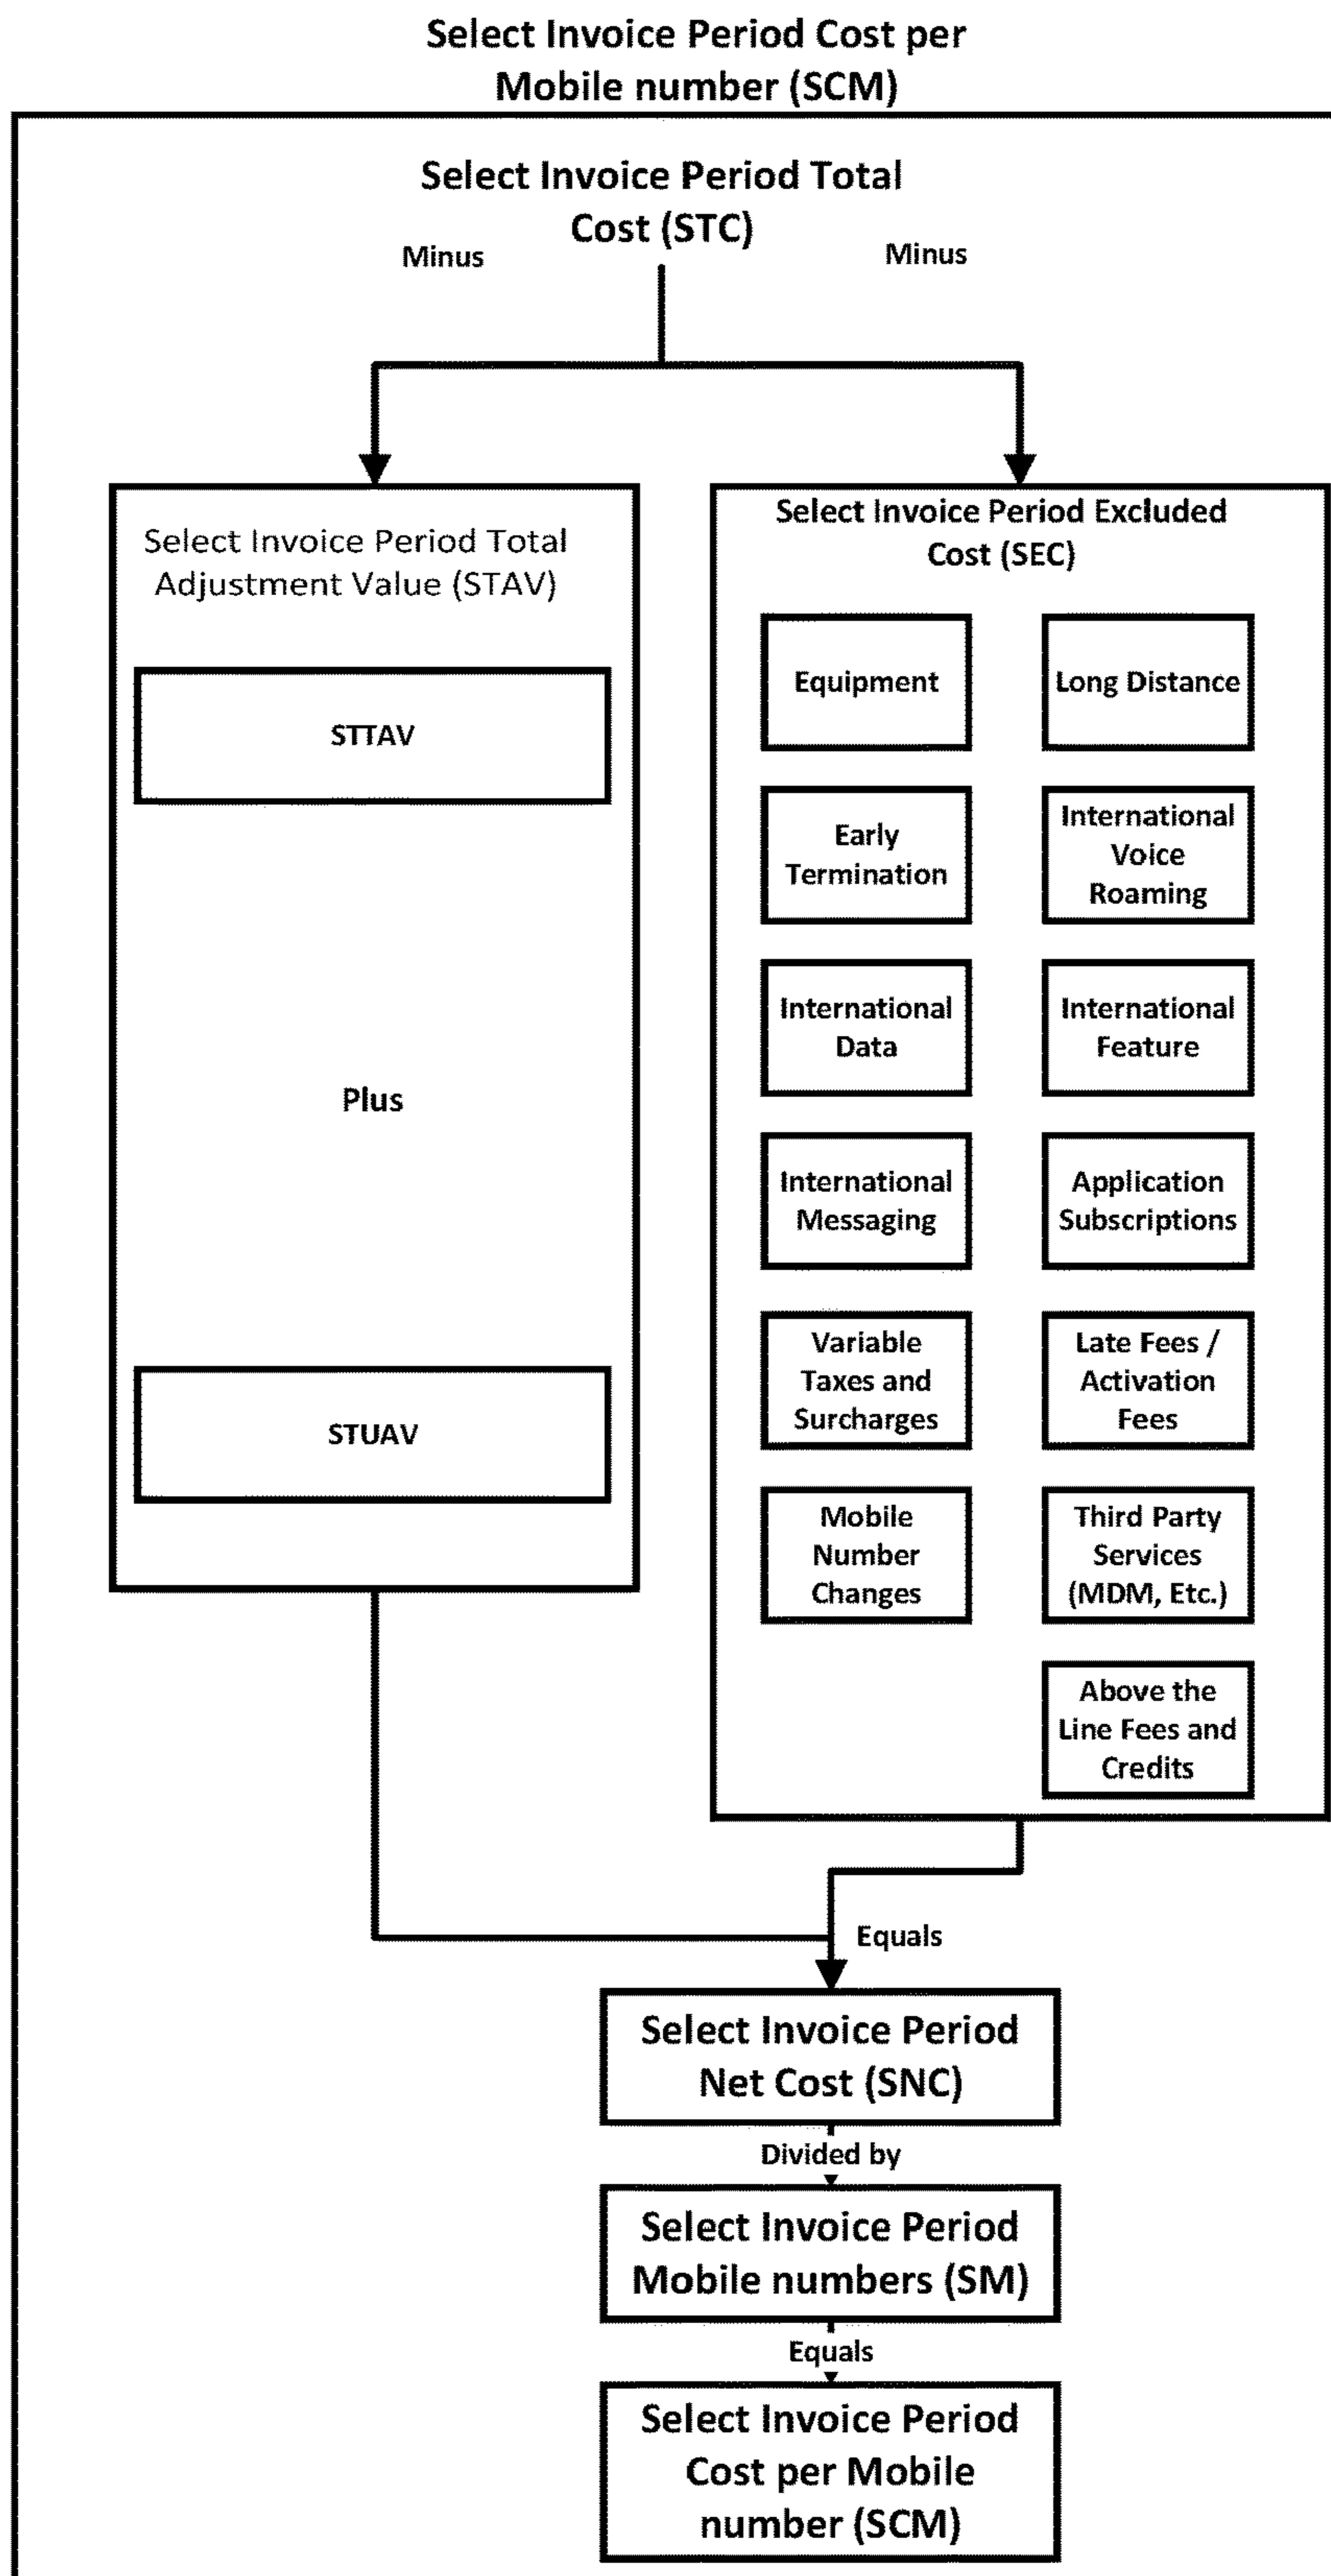 Select Invoice Period Cost per
Mobile number (SCM)
Select Invoice Period Total
Cost (STC)
Minus
Minus
Select Invoice Period Total
Adjustment Value (STAV)
STTAV
Plus
STUAV
Select Invoice Period Excluded
Cost (SEC)
Equipment
Long Distance
Early
Termination
International
Voice
Roaming
International
Data
International
Feature
International
Messaging
Application
Subscriptions
Variable
Taxes and
Surcharges
Late Fees /
Activation
Fees
Mobile
Number
Changes
Third Party
Services
(MDM, Etc.)
Above the
Line Fees and
Credits
Equals
Select Invoice Period
Net Cost (SNC)
Divided by
Select Invoice Period
Mobile numbers (SM)
Equals
Select Invoice Period
Cost per Mobile
number (SCM)